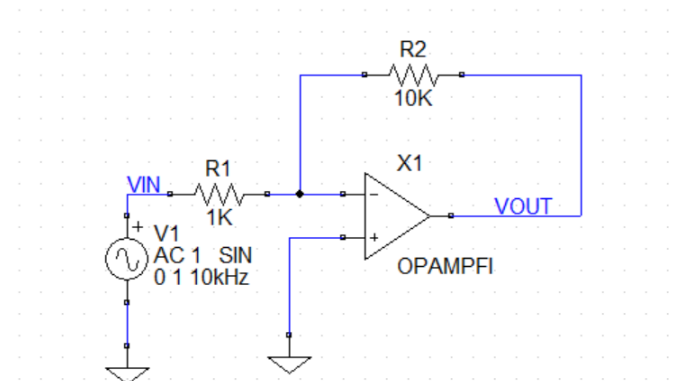 R2
10K
X1
R1
VIN
1K
-
+
VOUT
+
V1
AC 1 SIN
0 1 10kHz
OPAMPFI